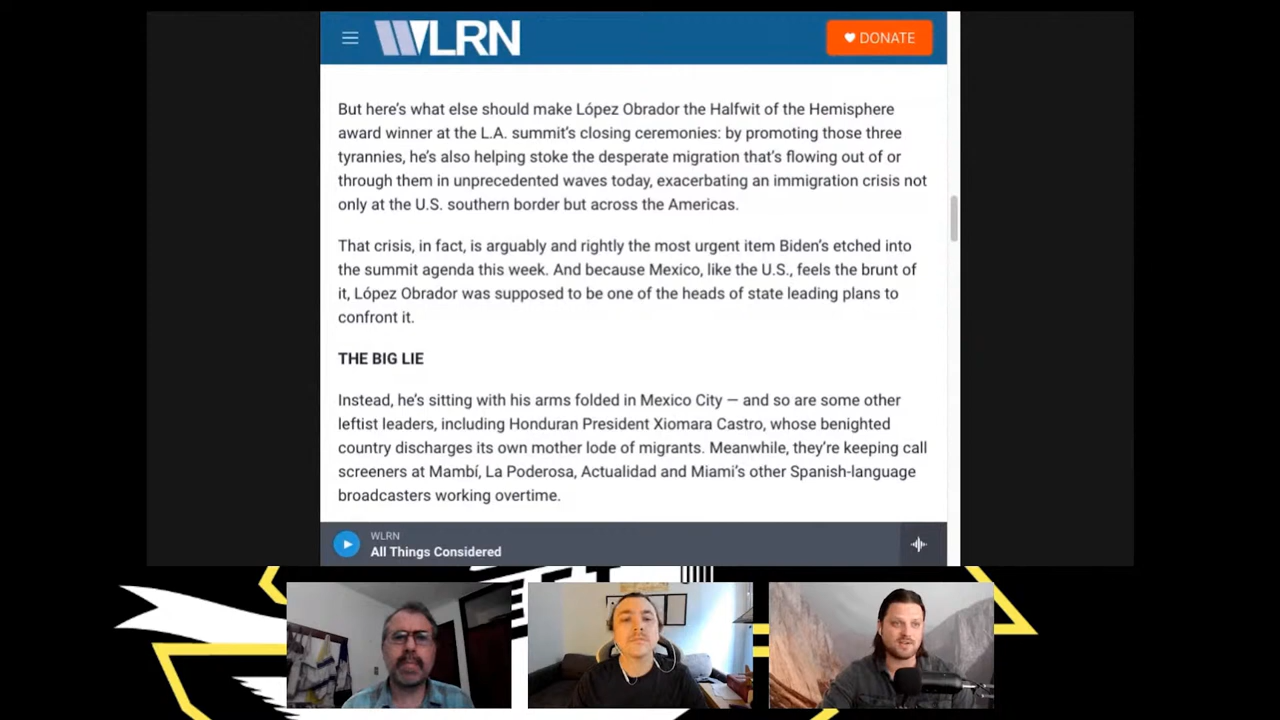 WLRN
DONATE
But here's what else should make López Obrador the Halfwit of the Hemisphere
award winner at the L.A. summit's closing ceremonies: by promoting those three
tyrannies, he's also helping stoke the desperate migration that's flowing out of or
through them in unprecedented waves today, exacerbating an immigration crisis not
only at the U.S. southern border but across the Americas.
That crisis, in fact, is arguably and rightly the most urgent item Biden's etched into
the summit agenda this week. And because Mexico, like the U.S., feels the brunt of
it, López Obrador was supposed to be one of the heads of state leading plans to
confront it.
THE BIG LIE
Instead, he's sitting with his arms folded in Mexico City — and so are some other
leftist leaders, including Honduran President Xiomara Castro, whose benighted
country discharges its own mother lode of migrants. Meanwhile, they're keeping call
screeners at Mambí, La Poderosa, Actualidad and Miami's other Spanish-language
broadcasters working overtime.
WLRN
All Things Considered